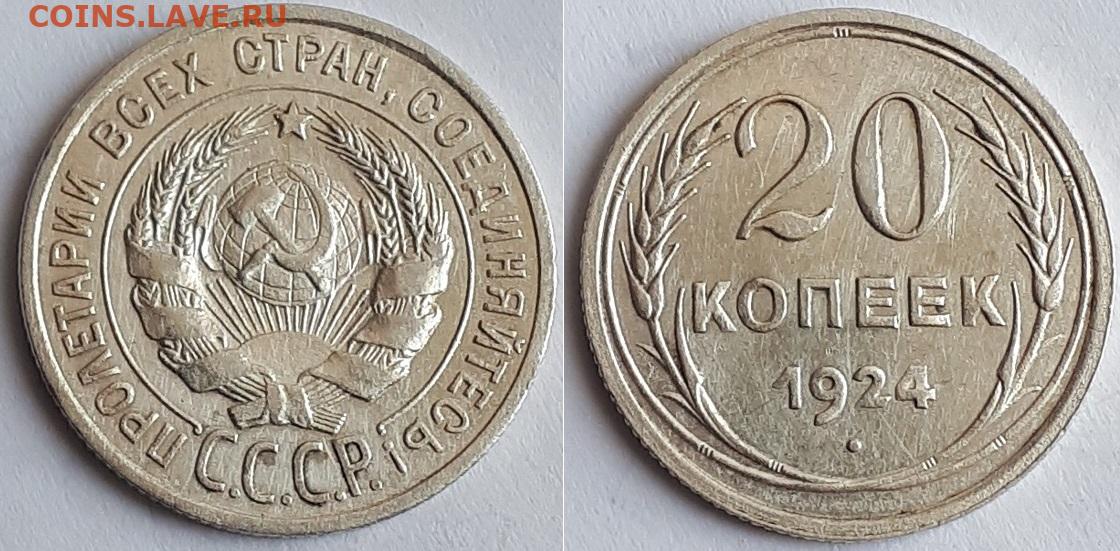 COINS.LAVE.RU
ПРОЛЕТАРИИ ВСЕХ СТРАН, СОЕДИНЯЙТЕСЬ!
С.С.С.Р.
20
КОПЕЕК
1924